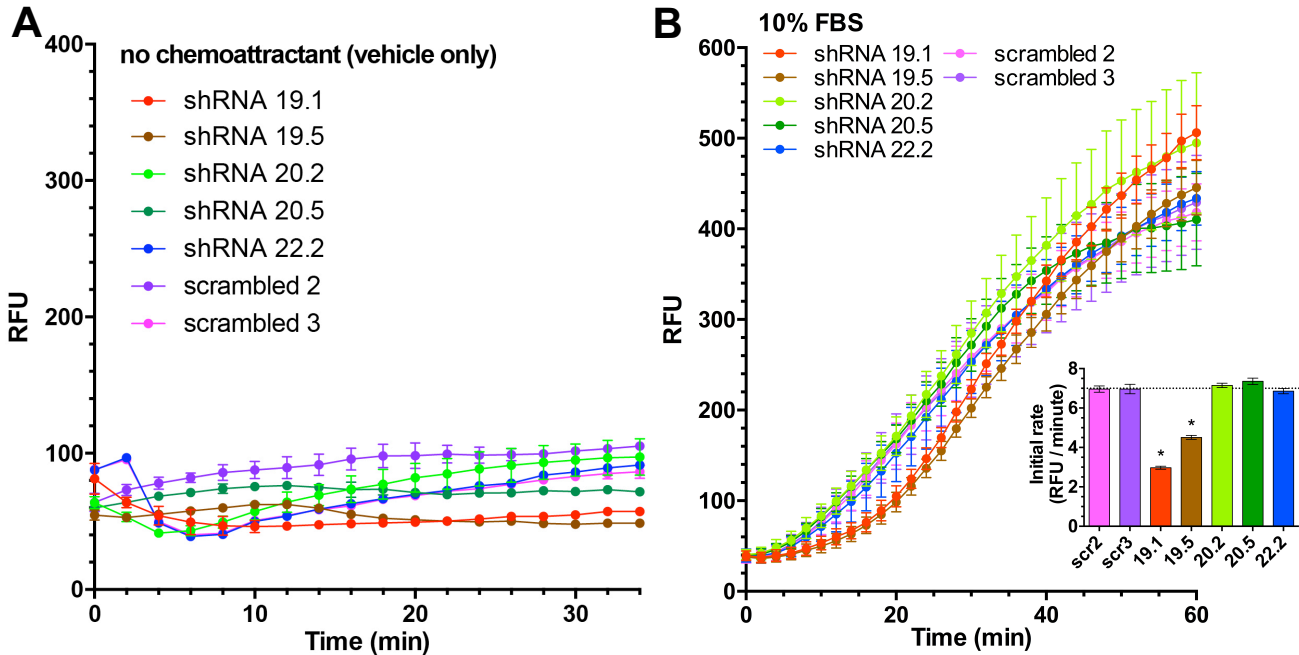 A
no chemoattractant (vehicle only)
shRNA 19.1
shRNA 19.5
shRNA 20.2
shRNA 20.5
shRNA 22.2
scrambled 2
scrambled 3
RFU
400
300
200
100
0
0
10
20
30
Time (min)
B
10% FBS
shRNA 19.1
shRNA 19.5
shRNA 20.2
shRNA 20.5
shRNA 22.2
scrambled 2
scrambled 3
RFU
600
500
400
300
200
100
0
0
20
40
60
Time (min)
Initial rate
(RFU / minute)
8
6
4
2
0
*
*
scr2
scr3
19.1
19.5
20.2
20.5
22.2